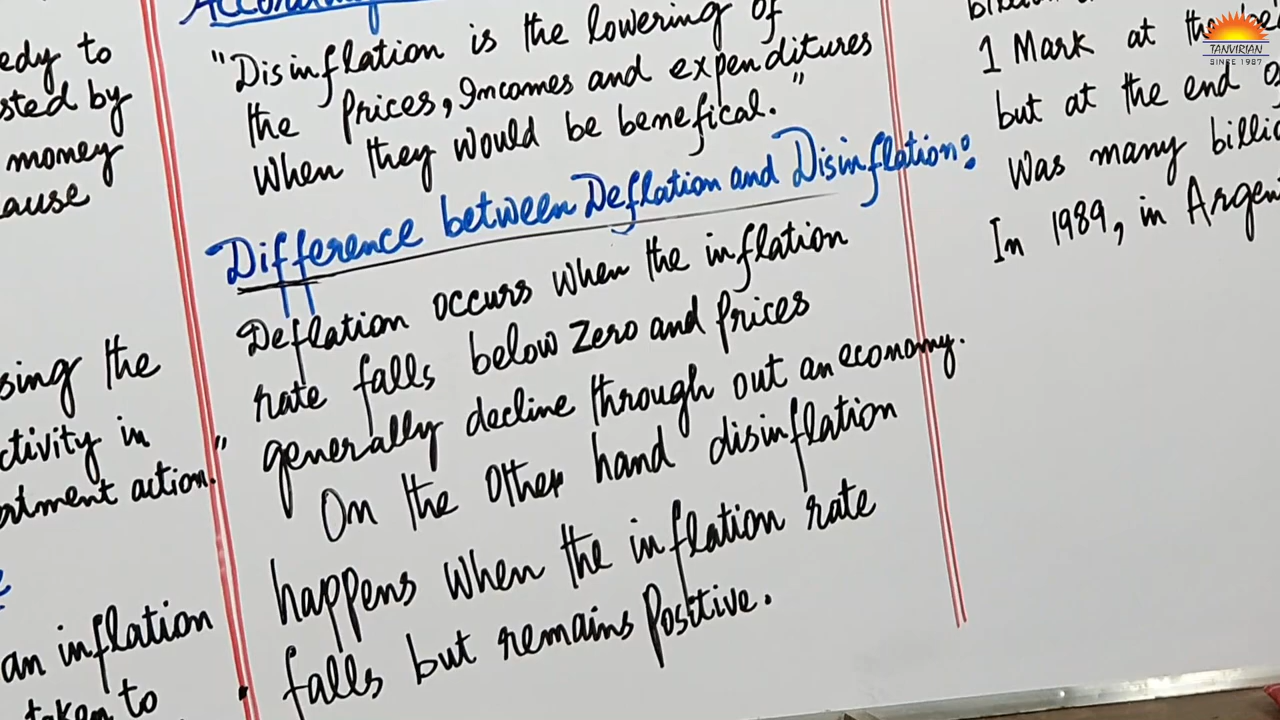 edy to
sted by
money
ause
sing the
ctivity in
rtment action."
an inflation
taken to
According
"Disinflation is the lowering of
the Prices, Incomes and expenditures
When they would be benefical."
Difference between Deflation and Disinflation:
Deflation occurs when the inflation
rate falls below zero and prices
generally decline through out an economy.
On the Other hand disinflation
happens when the inflation rate
falls but remains positive.
1 Mark at the be
but at the end o
Was many billi
In 1989, in Argen
TANVIRIAN
SINCE 1987